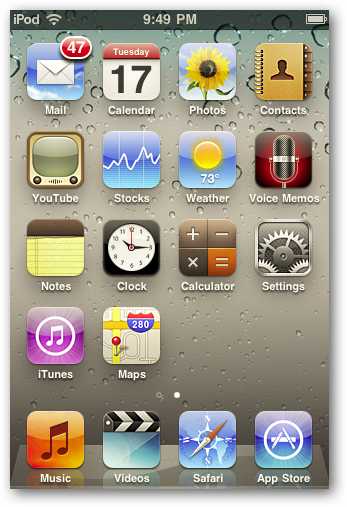 iPod 9:49 PM
47
Tuesday
17
73°
280
Mail Calendar Photos Contacts
YouTube Stocks Weather Voice Memos
Notes Clock Calculator Settings
iTunes Maps
Music Videos Safari App Store